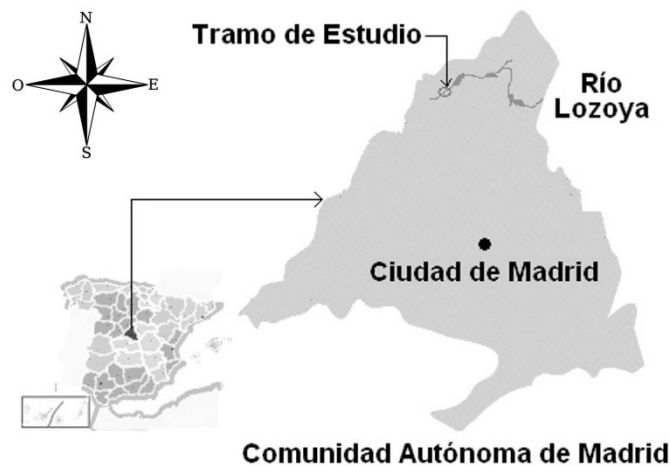 N
O
E
S
Tramo de Estudio
Río
Lozoya
Ciudad de Madrid
Comunidad Autónoma de Madrid